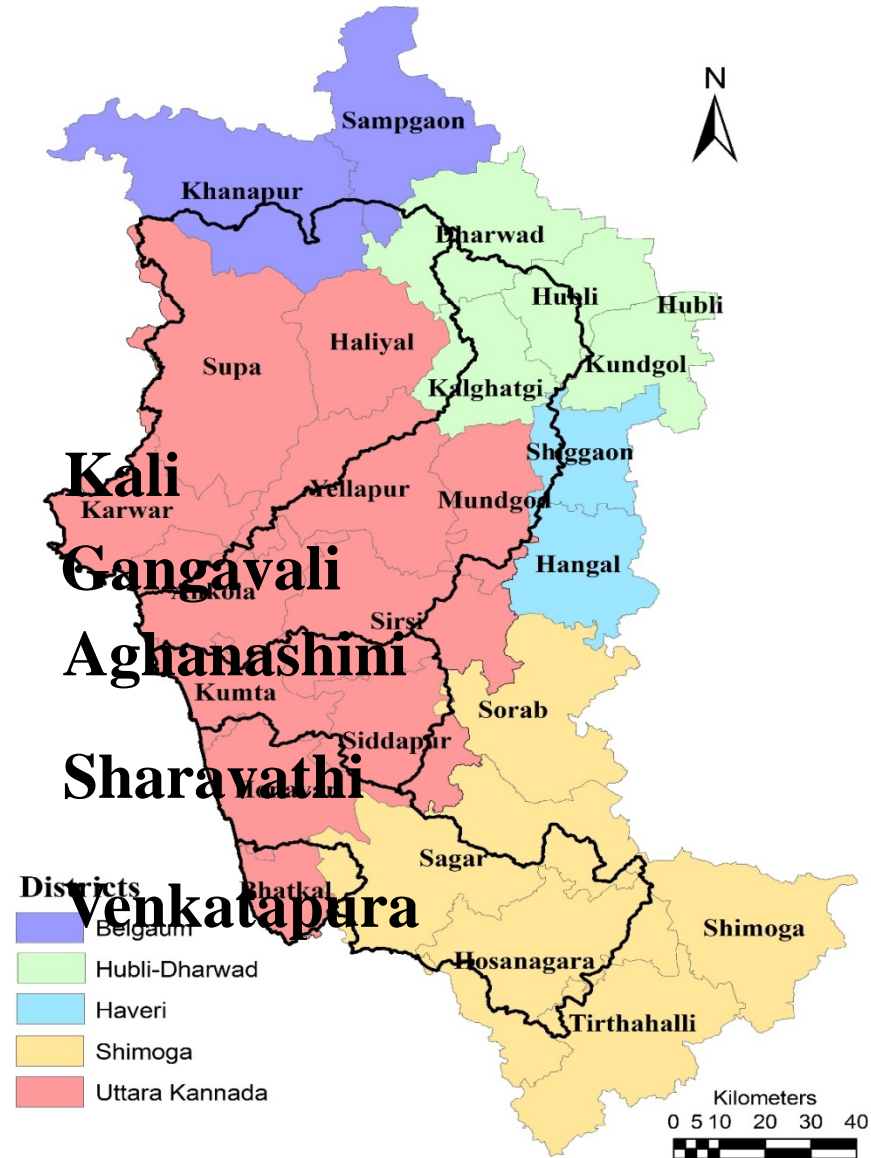 N
Sampgaon
Khanapur
Dharwad
Hubli
Hubli
Haliyal
Supa
Kundgol
Kalghatgi
Shiggaon
Kali
Yellapur
Mundgod
Karwar
Hangal
Gangavali
Ankola
Sirsi
Aghanashini
Kumta
Sorab
Siddapur
Sharavathi
Honavar
Sagar
Districts
Bhatkal
Venkatapura
Belgaum
Shimoga
Hosanagara
Hubli-Dharwad
Haveri
Tirthahalli
Shimoga
Uttara Kannada
Kilometers
0 5 10 20 30 40